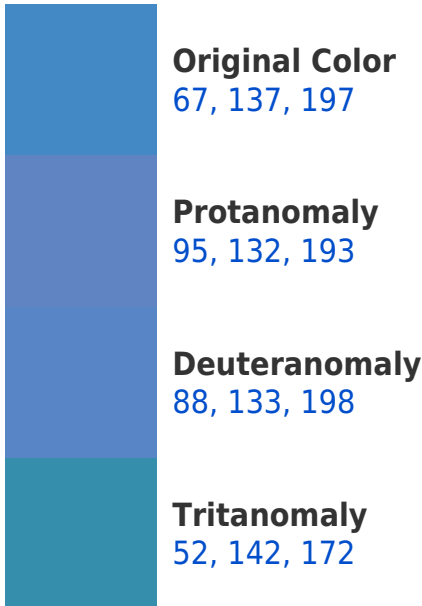 Original Color
67, 137, 197
Protanomaly
95, 132, 193
Deuteranomaly
88, 133, 198
Tritanomaly
52, 142, 172